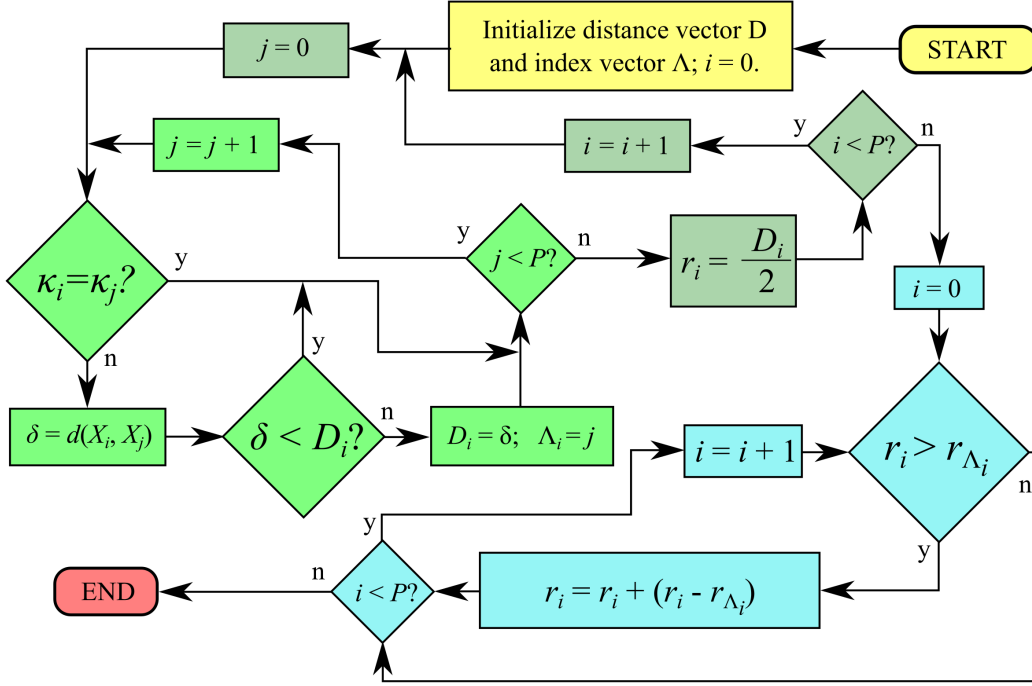 Initialize distance vector D
and index vector Λ; i = 0.
START
j = 0
j = j + 1
i = i + 1
y
i < P?
n
κi=κj?
y
n
y
j < P?
n
ri = Di/2
i = 0
δ = d(Xi, Xj)
δ < Di?
y
n
Di = δ; Λi = j
i = i + 1
ri > rΛi
n
y
END
n
i < P?
y
ri = ri + (ri - rΛi)